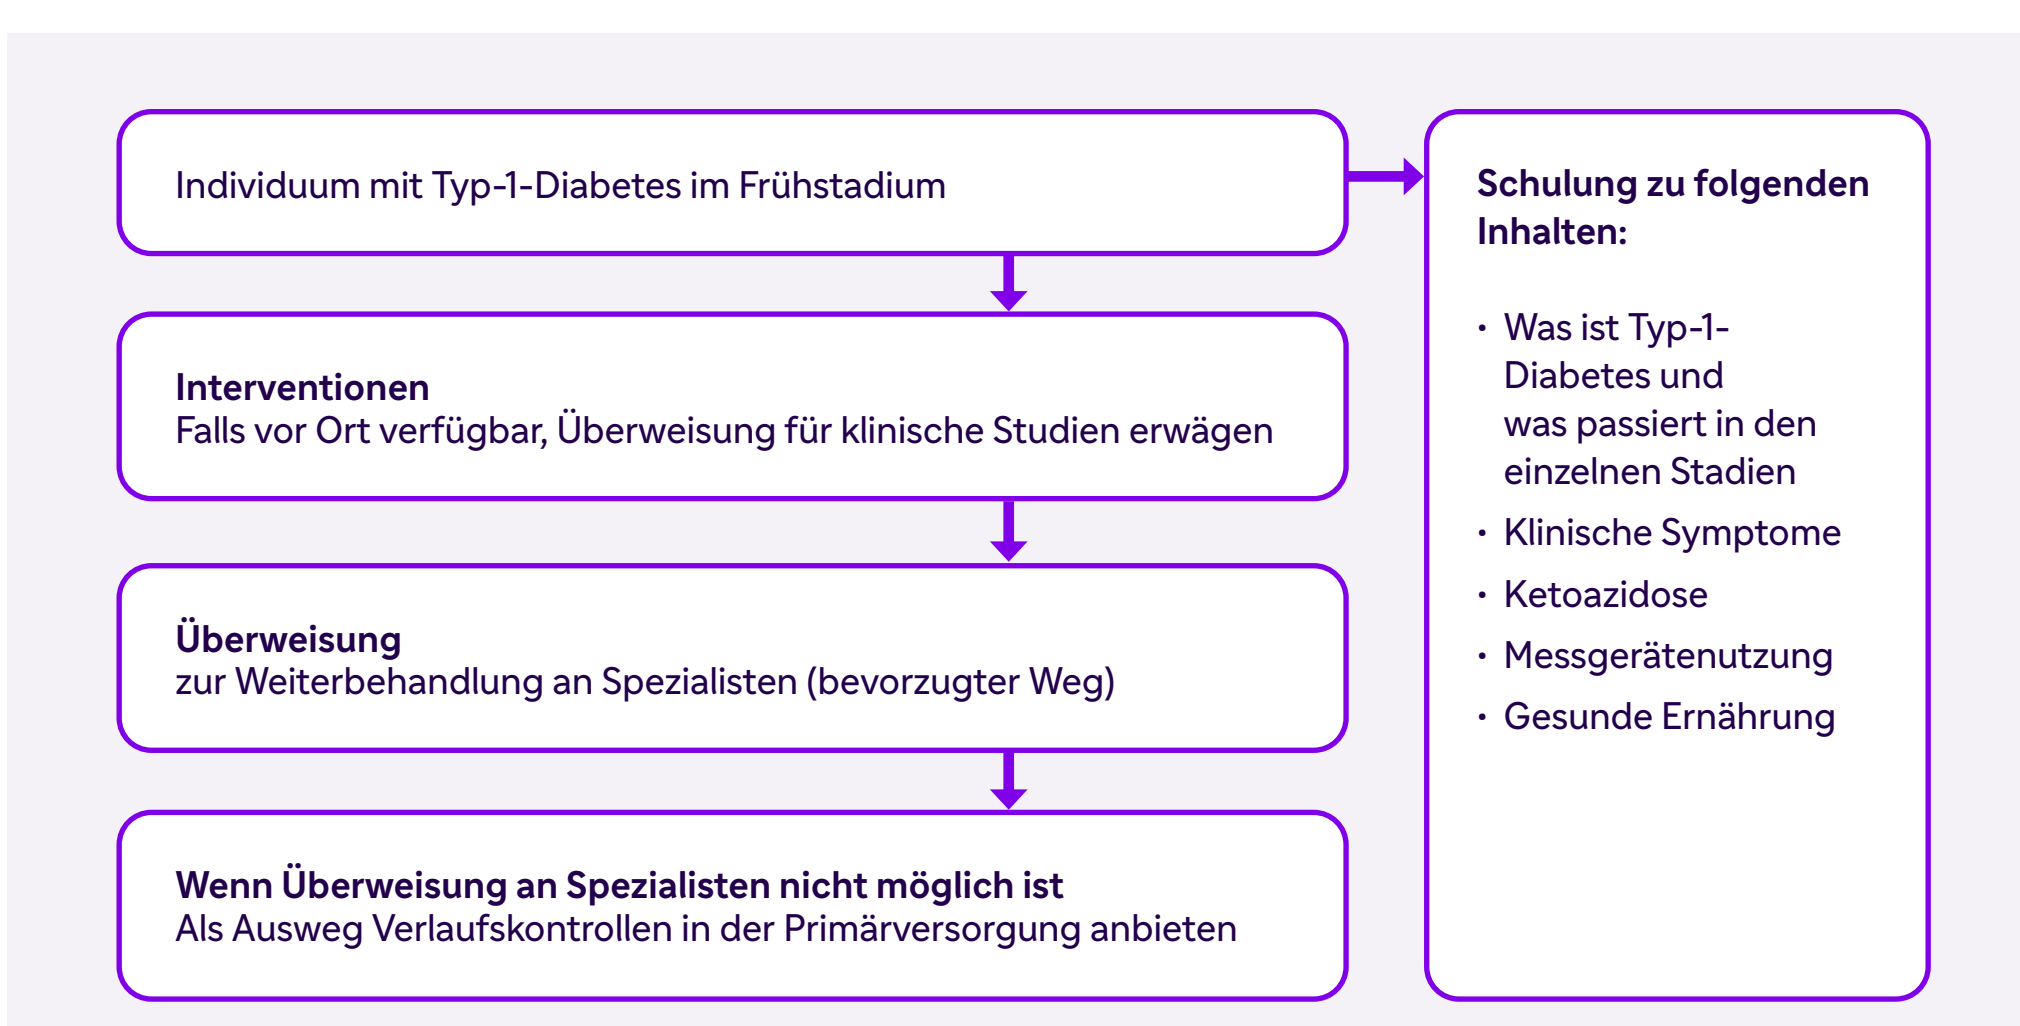 Individuum mit Typ-1-Diabetes im Frühstadium
Interventionen
Falls vor Ort verfügbar, Überweisung für klinische Studien erwägen
Überweisung
zur Weiterbehandlung an Spezialisten (bevorzugter Weg)
Wenn Überweisung an Spezialisten nicht möglich ist
Als Ausweg Verlaufskontrollen in der Primärversorgung anbieten
Schulung zu folgenden
Inhalten:
· Was ist Typ-1-
Diabetes und
was passiert in den
einzelnen Stadien
· Klinische Symptome
· Ketoazidose
· Messgerätenutzung
· Gesunde Ernährung